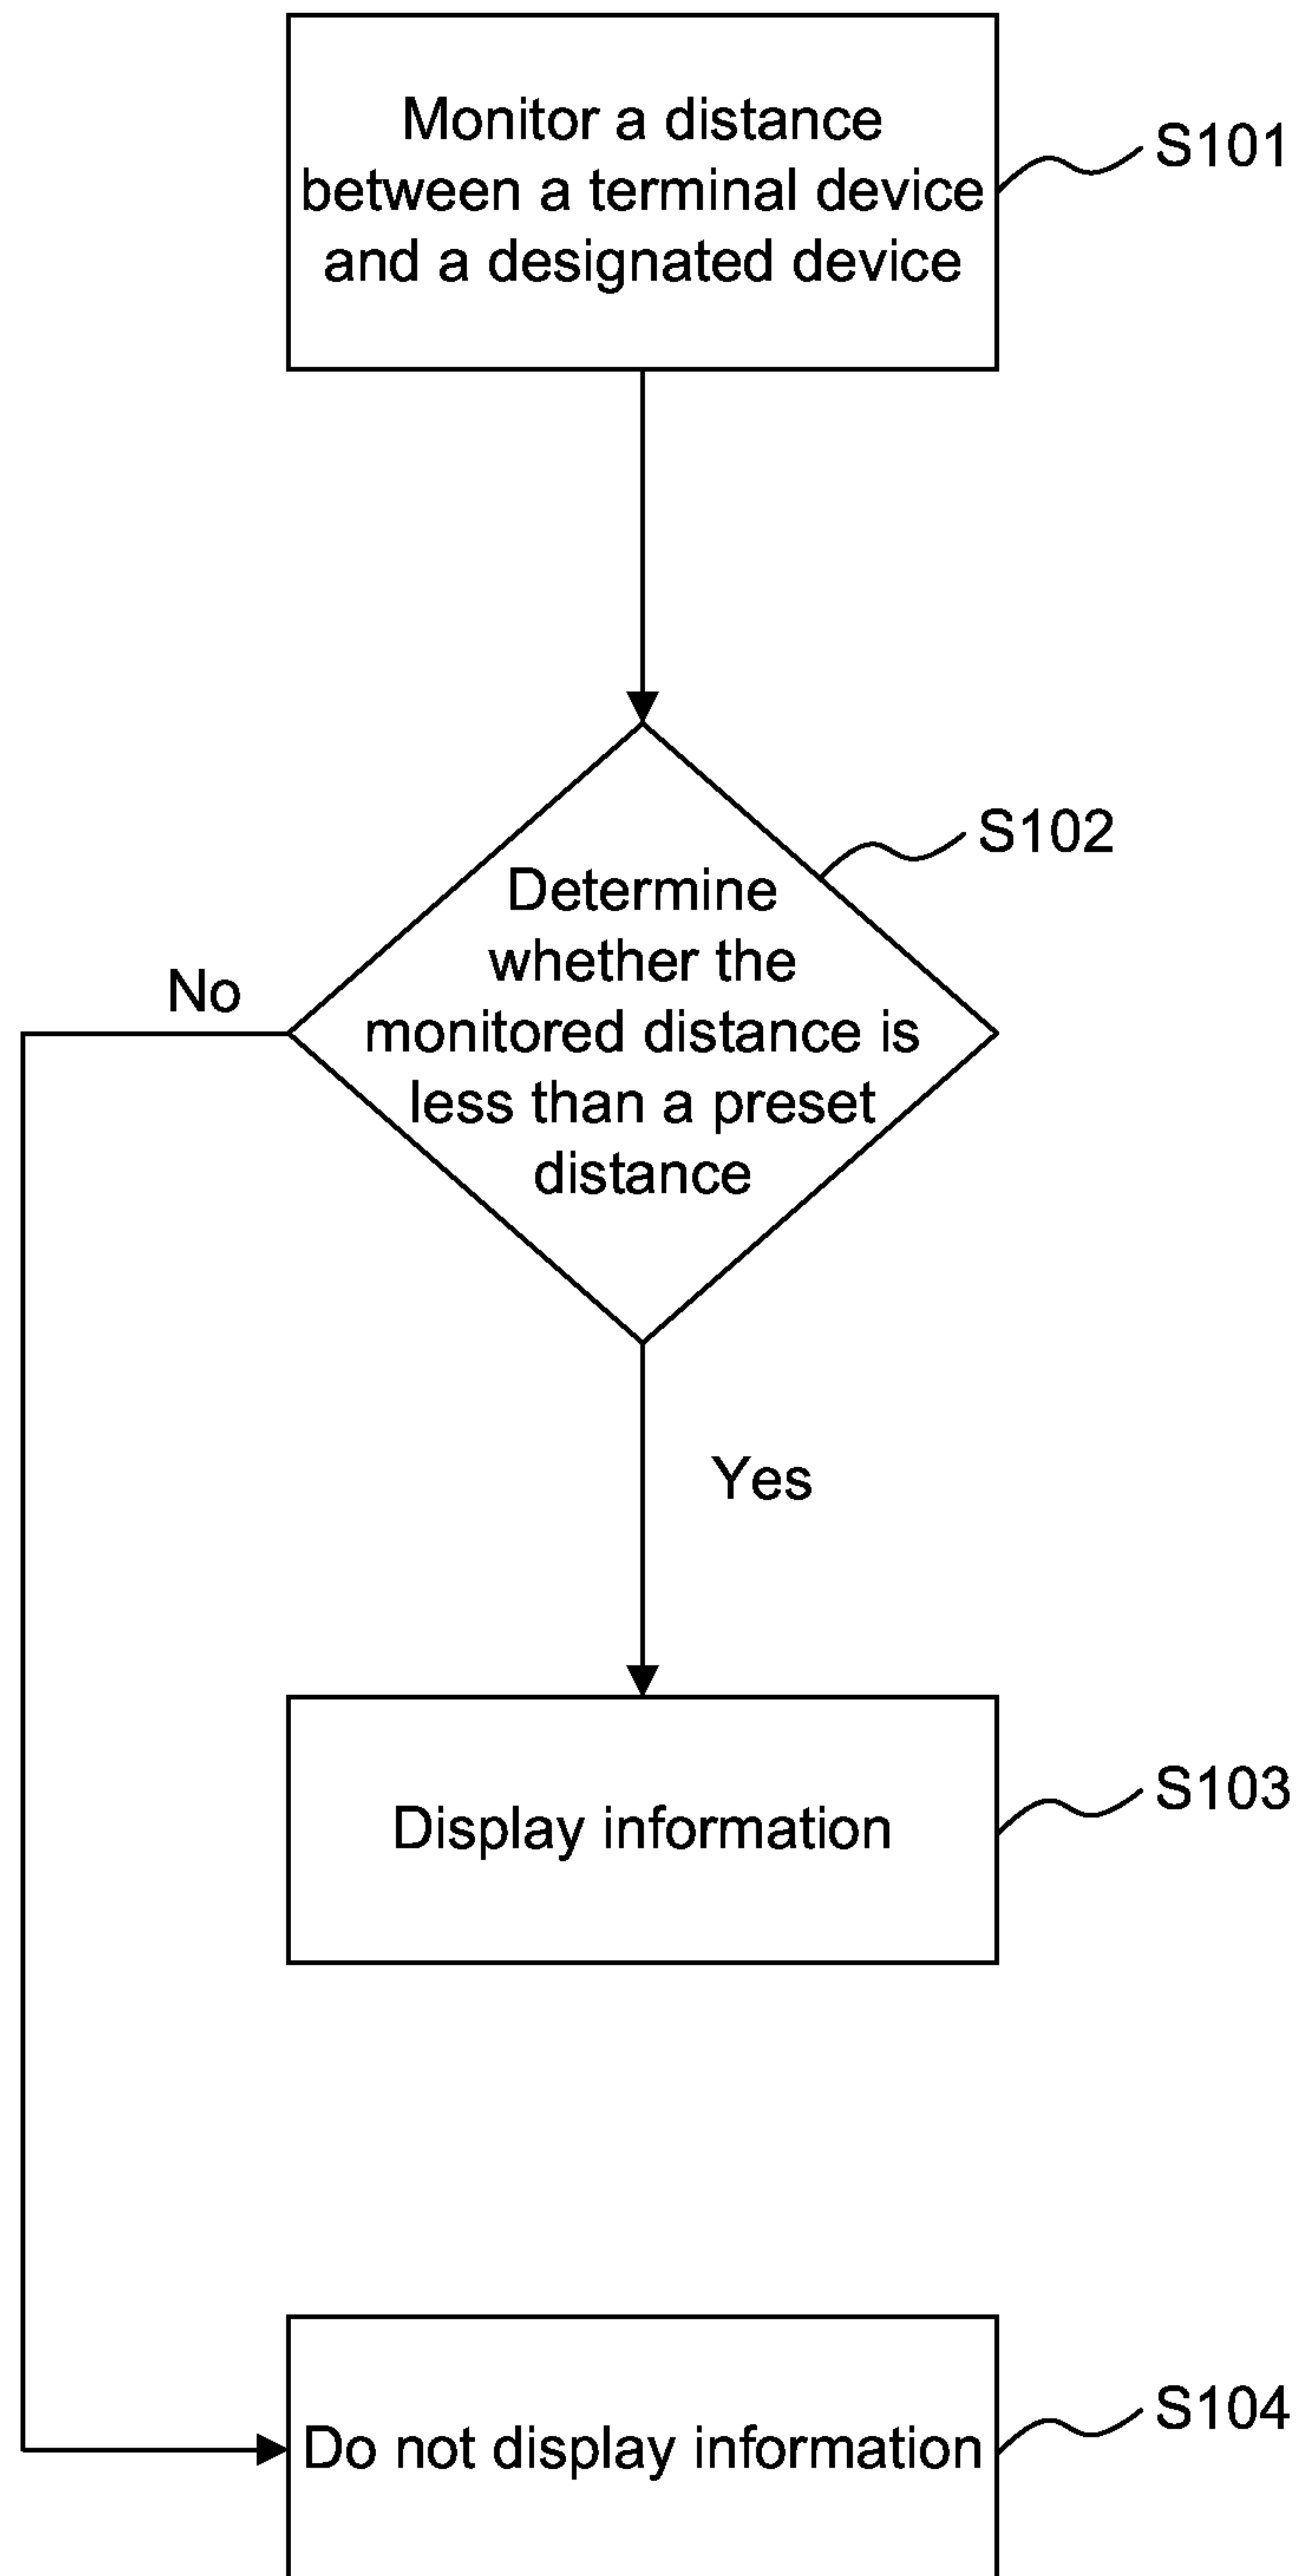 Monitor a distance
between a terminal device
and a designated device
S101
S102
Determine
whether the
monitored distance is
less than a preset
distance
No
Yes
Display information
S103
Do not display information
S104